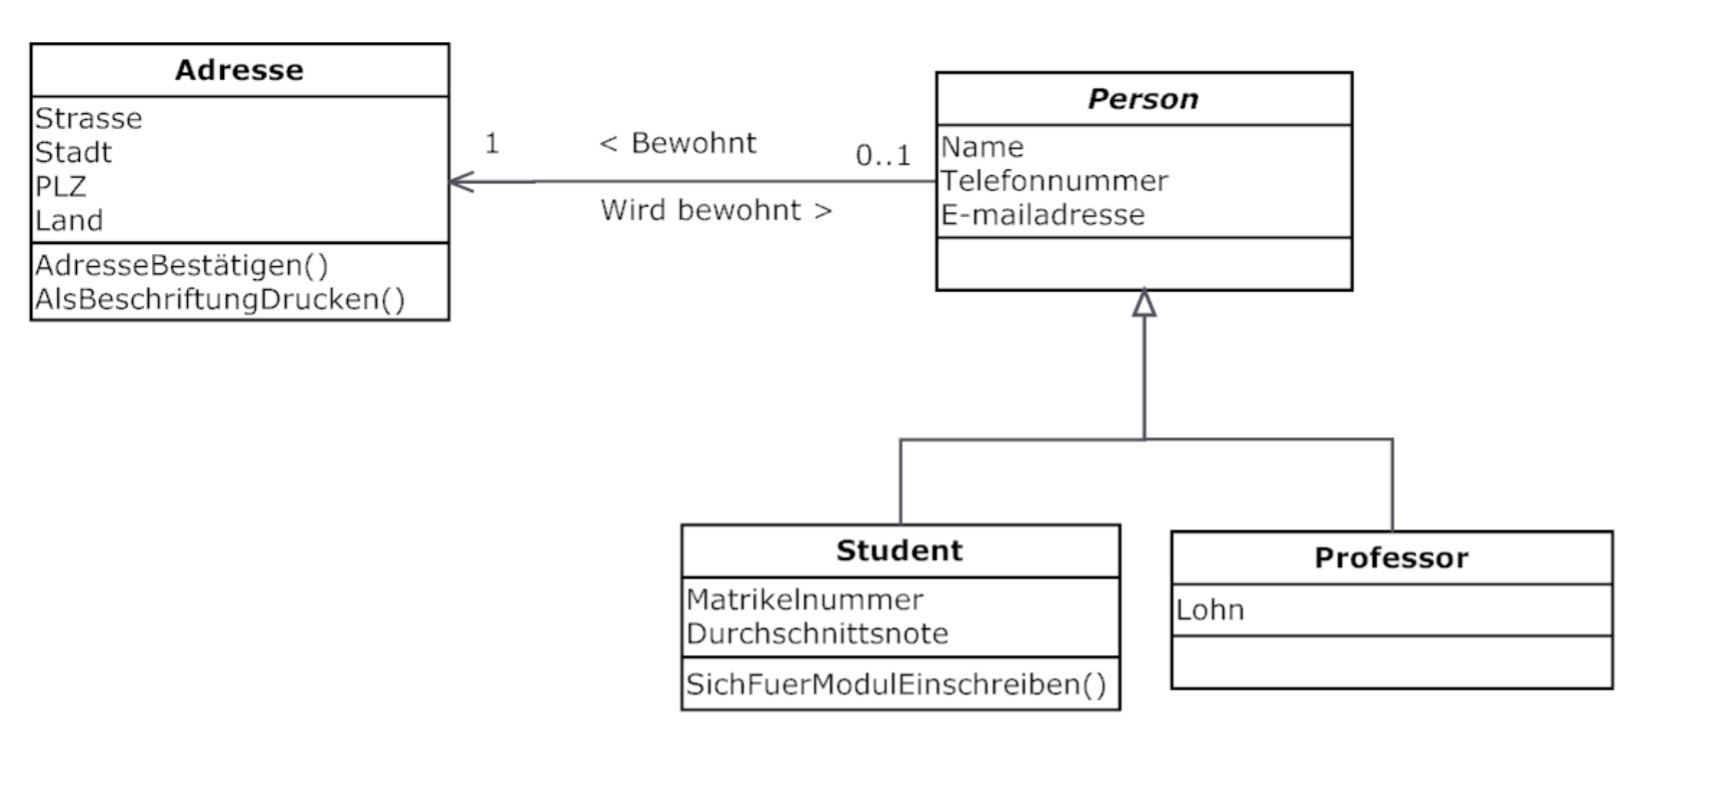 Adresse
Strasse
Stadt
PLZ
Land
AdresseBestätigen()
AlsBeschriftungDrucken()
1
< Bewohnt
0..1
Wird bewohnt >
Person
Name
Telefonnummer
E-mailadresse
Student
Matrikelnummer
Durchschnittsnote
SichFuerModulEinschreiben()
Professor
Lohn